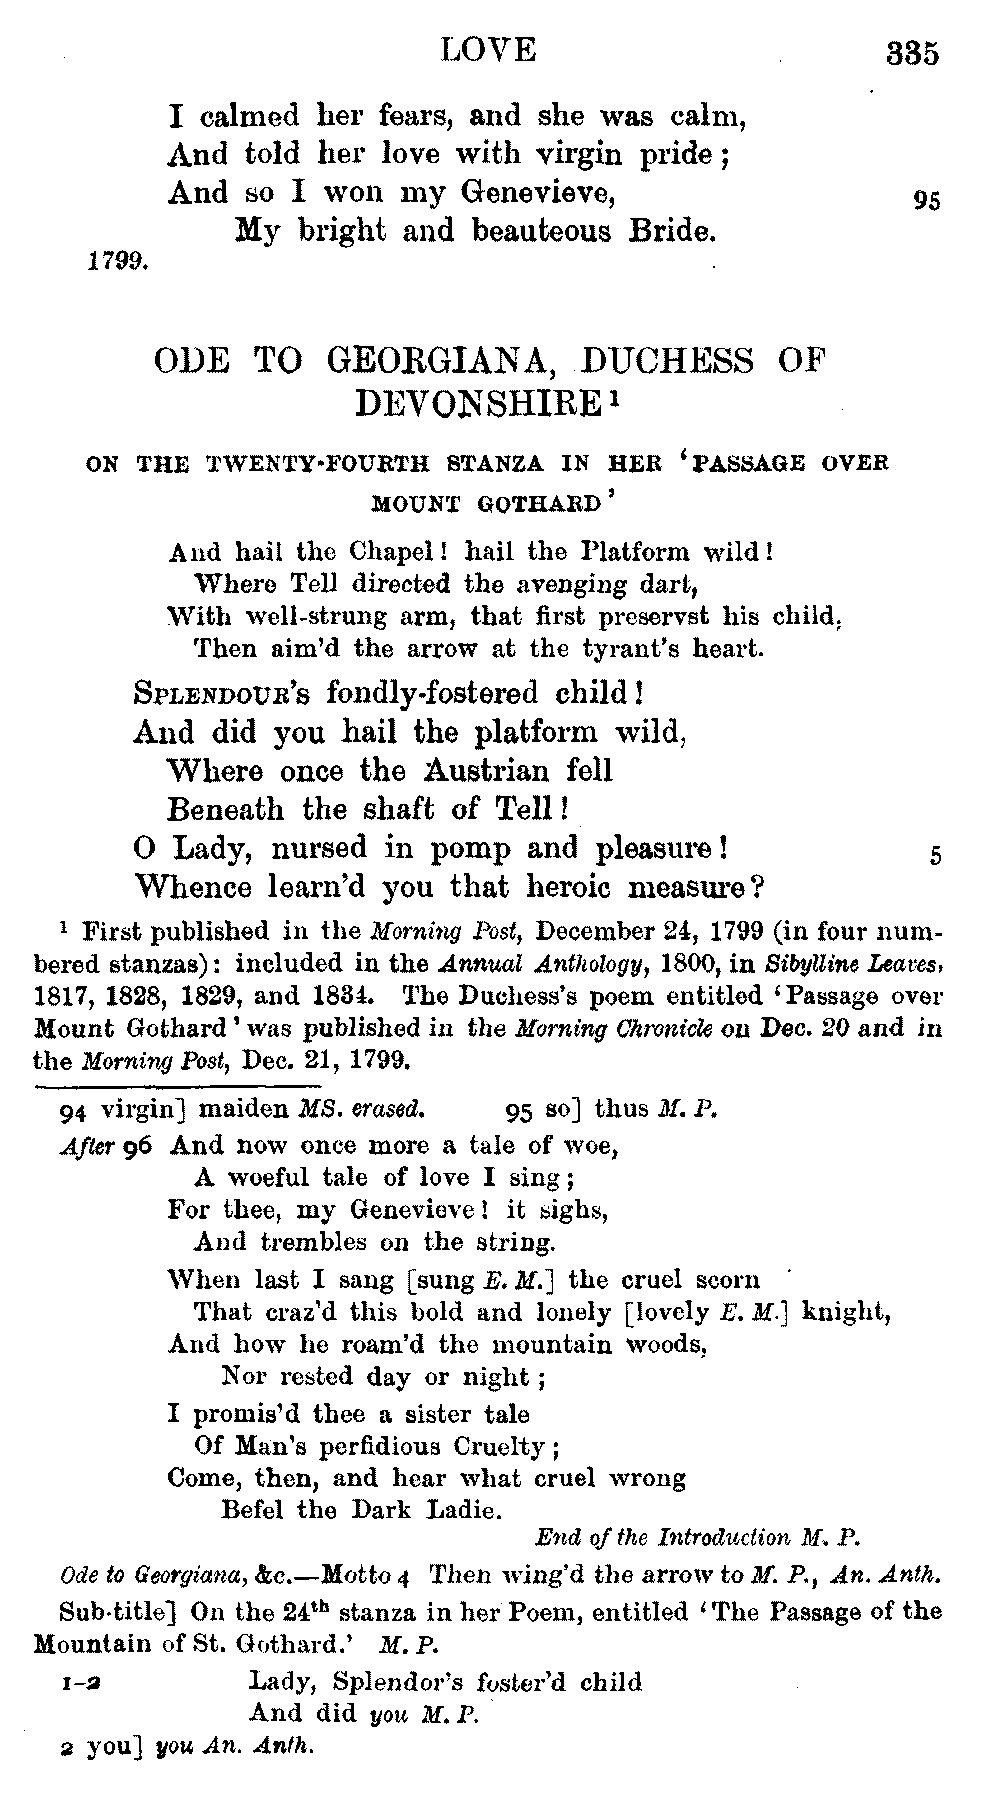 LOVE 335
I calmed her fears, and she was calm,
And told her love with virgin pride;
And so I won my Genevieve, 95
My bright and beauteous Bride.
1799.
ODE TO GEORGIANA, DUCHESS OF
DEVONSHIRE¹
ON THE TWENTY-FOURTH STANZA IN HER 'PASSAGE OVER
MOUNT GOTHARD'
And hail the Chapel! hail the Platform wild!
Where Tell directed the avenging dart,
With well-strung arm, that first preservst his child,
Then aim'd the arrow at the tyrant's heart.
SPLENDOUR'S fondly-fostered child!
And did you hail the platform wild,
Where once the Austrian fell
Beneath the shaft of Tell!
O Lady, nursed in pomp and pleasure! 5
Whence learn'd you that heroic measure?
¹ First published in the Morning Post, December 24, 1799 (in four num-
bered stanzas): included in the Annual Anthology, 1800, in Sibylline Leaves,
1817, 1828, 1829, and 1834. The Duchess's poem entitled 'Passage over
Mount Gothard' was published in the Morning Chronicle on Dec. 20 and in
the Morning Post, Dec. 21, 1799.
94 virgin] maiden MS. erased. 95 so] thus M. P.
After 96 And now once more a tale of woe,
A woeful tale of love I sing;
For thee, my Genevieve! it sighs,
And trembles on the string.
When last I sang [sung E. M.] the cruel scorn
That craz'd this bold and lonely [lovely E. M.] knight,
And how he roam'd the mountain woods,
Nor rested day or night;
I promis'd thee a sister tale
Of Man's perfidious Cruelty;
Come, then, and hear what cruel wrong
Befel the Dark Ladie.
End of the Introduction M. P.
Ode to Georgiana, &c.—Motto 4 Then wing'd the arrow to M. P., An. Anth.
Sub-title] On the 24th stanza in her Poem, entitled 'The Passage of the
Mountain of St. Gothard.' M. P.
1-2 Lady, Splendor's foster'd child
And did you M. P.
2 you] you An. Anth.